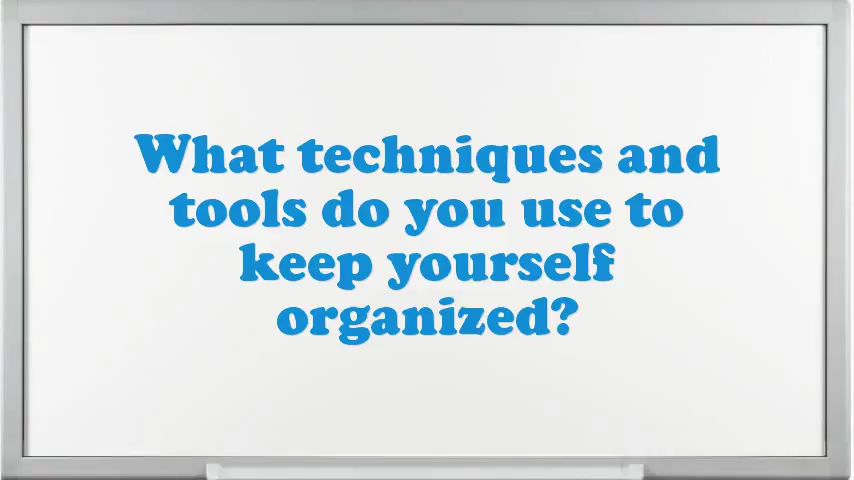 What techniques and
tools do you use to
keep yourself
organized?